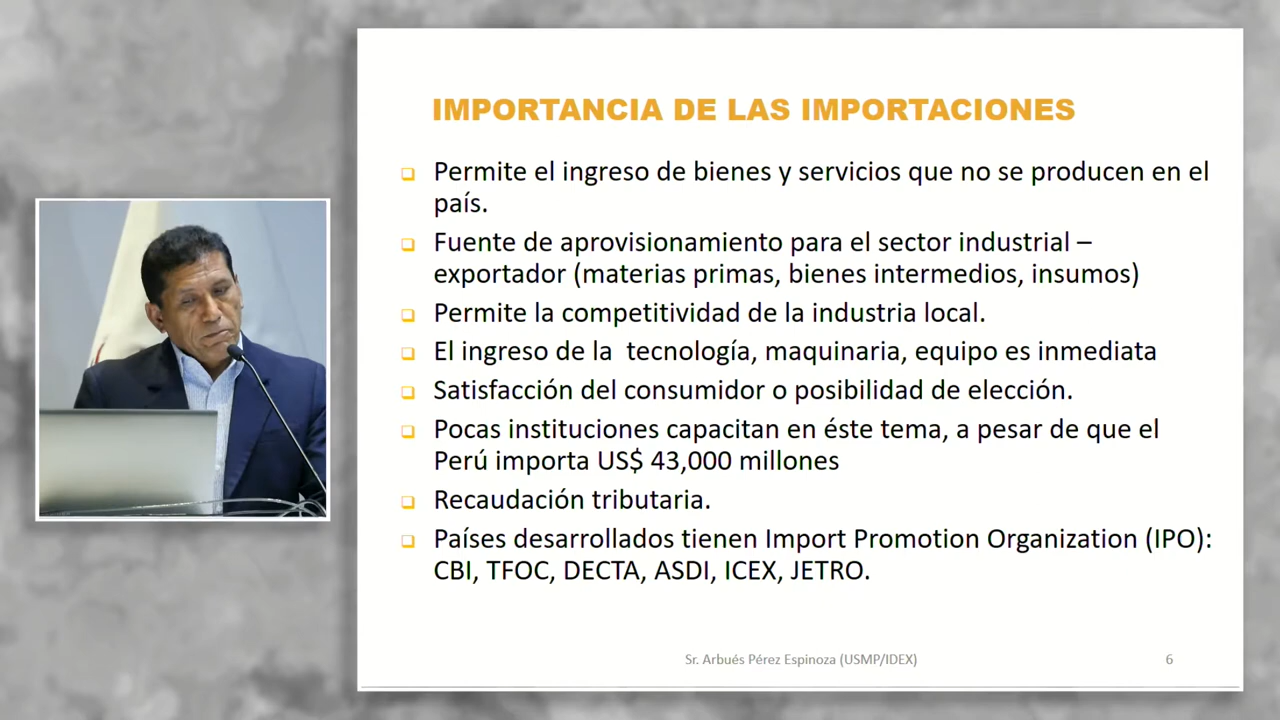 IMPORTANCIA DE LAS IMPORTACIONES
❑ Permite el ingreso de bienes y servicios que no se producen en el
país.
❑ Fuente de aprovisionamiento para el sector industrial –
exportador (materias primas, bienes intermedios, insumos)
❑ Permite la competitividad de la industria local.
❑ El ingreso de la  tecnología, maquinaria, equipo es inmediata
❑ Satisfacción del consumidor o posibilidad de elección.
❑ Pocas instituciones capacitan en éste tema, a pesar de que el
Perú importa US$ 43,000 millones
❑ Recaudación tributaria.
❑ Países desarrollados tienen Import Promotion Organization (IPO):
CBI, TFOC, DECTA, ASDI, ICEX, JETRO.
Sr. Arbués Pérez Espinoza (USMP/IDEX)
6